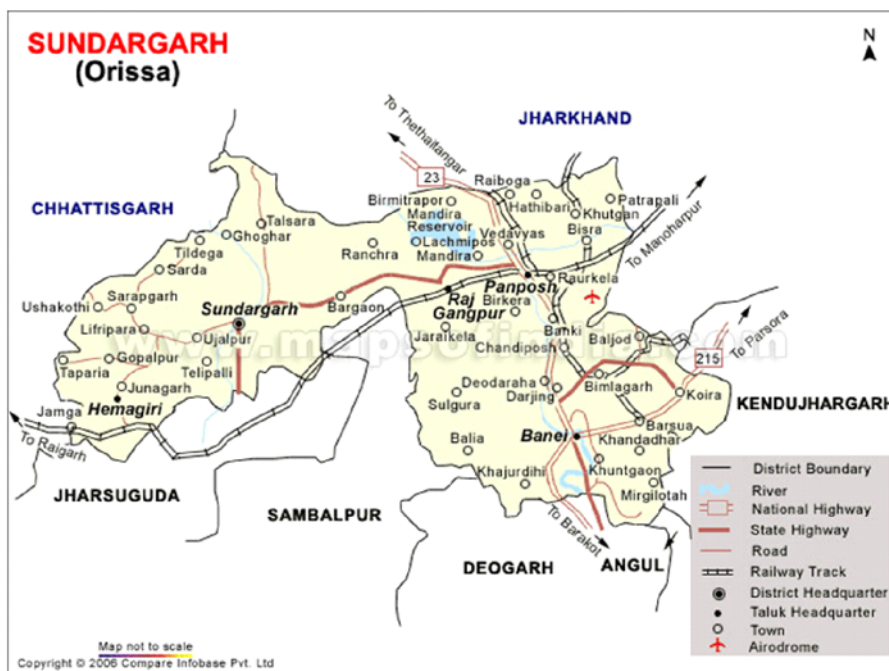 SUNDARGARH
(Orissa)
N
JHARKHAND
CHHATTISGARH
To Thethaitangar
23
Raiboga
Birmitrapor
Hathibari
Patrapali
Mandira
Reservoir
Khutgan
Talsara
Vedavyas
Bisra
Ghoghar
Tildega
Lachmipos
To Manoharpur
Ranchra
Mandira
Sarda
Panposh
Raurkela
Ushakothi
Sarapgarh
Sundargarh
Bargaon
Raj
Gangpur
Birkera
Lifripara
Jaraikela
Banki
Ujalpur
Chandiposh
Baljod
To Parsora
215
www.mapsofindia.com
Taparia
Gopalpur
Telipalli
Junagarh
Deodaraha
Bimlagarh
Koira
Hemagiri
Sulgura
Darjing
KENDUJHARGARH
Jamga
Barsua
Banei
Khandadhar
To Raigarh
Balia
Khuntgaon
Khajurdihi
Mirgilotah
JHARSUGUDA
SAMBALPUR
To Barakot
DEOGARH
ANGUL
District Boundary
River
National Highway
State Highway
Road
Railway Track
District Headquarter
Taluk Headquarter
Town
Airodrome
Map not to scale
Copyright © 2006 Compare Infobase Pvt. Ltd